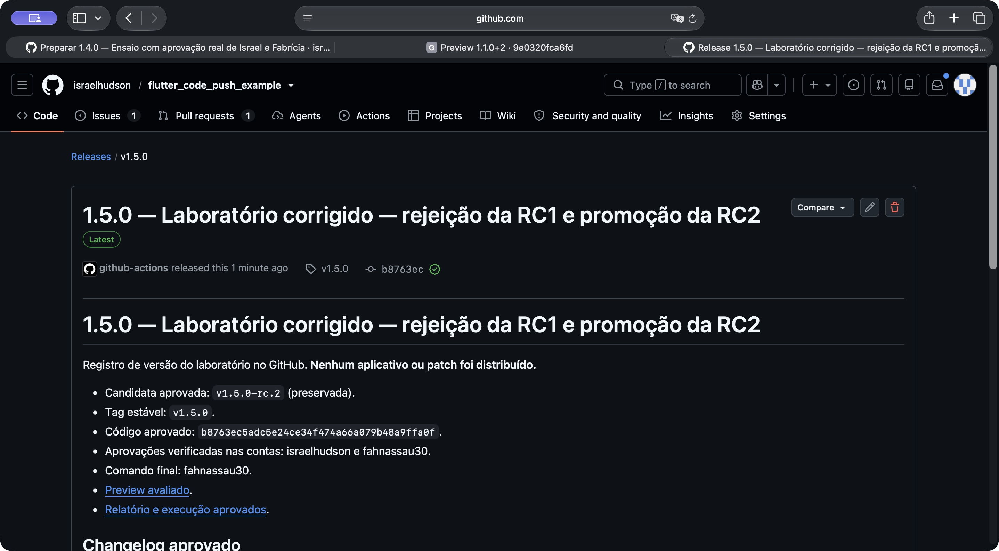 github.com
Preparar 1.4.0 — Ensaio com aprovação real de Israel e Fabrícia · isr...
G Preview 1.1.0+2 · 9e0320fca6fd
Release 1.5.0 — Laboratório corrigido — rejeição da RC1 e promoçã...
israelhudson / flutter_code_push_example
Type / to search
Code
Issues 1
Pull requests 1
Agents
Actions
Projects
Wiki
Security and quality
Insights
Settings
Releases / v1.5.0
1.5.0 — Laboratório corrigido — rejeição da RC1 e promoção da RC2
Compare
Latest
github-actions released this 1 minute ago v1.5.0 b8763ec
1.5.0 — Laboratório corrigido — rejeição da RC1 e promoção da RC2
Registro de versão do laboratório no GitHub. Nenhum aplicativo ou patch foi distribuído.
• Candidata aprovada: v1.5.0-rc.2 (preservada).
• Tag estável: v1.5.0.
• Código aprovado: b8763ec5adc5e24ce34f474a66a079b48a9ffa0f.
• Aprovações verificadas nas contas: israelhudson e fahnassau30.
• Comando final: fahnassau30.
• Preview avaliado.
• Relatório e execução aprovados.
Changelog aprovado